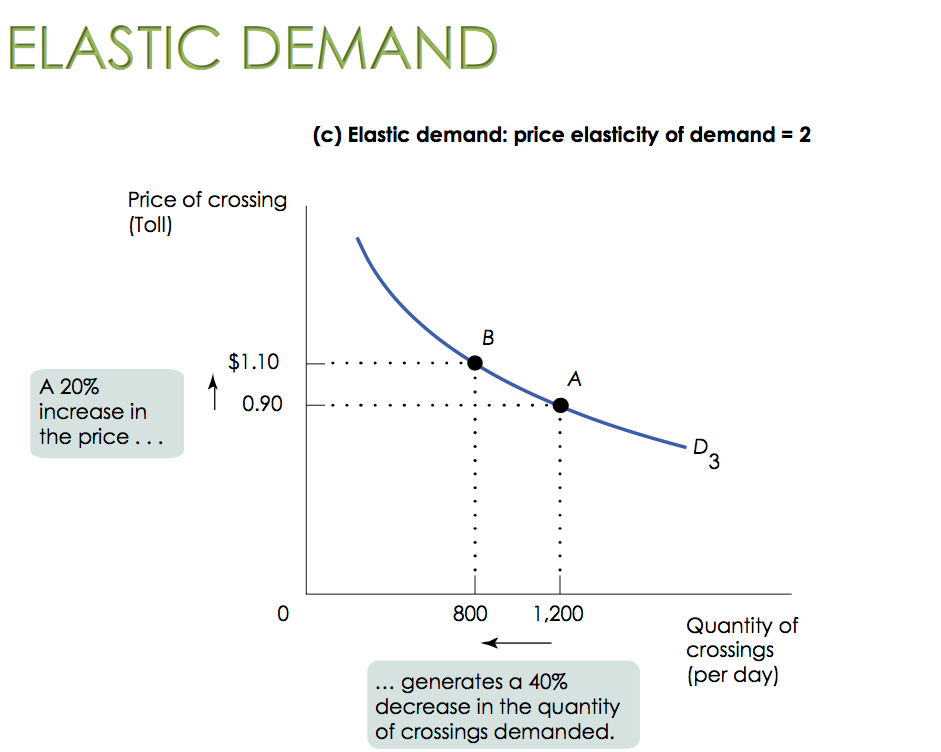 ELASTIC DEMAND
(c) Elastic demand: price elasticity of demand = 2
Price of crossing
(Toll)
B
$1.10
A
A 20%
increase in
the price . . .
0.90
D3
0
800
1,200
Quantity of
crossings
(per day)
... generates a 40%
decrease in the quantity
of crossings demanded.